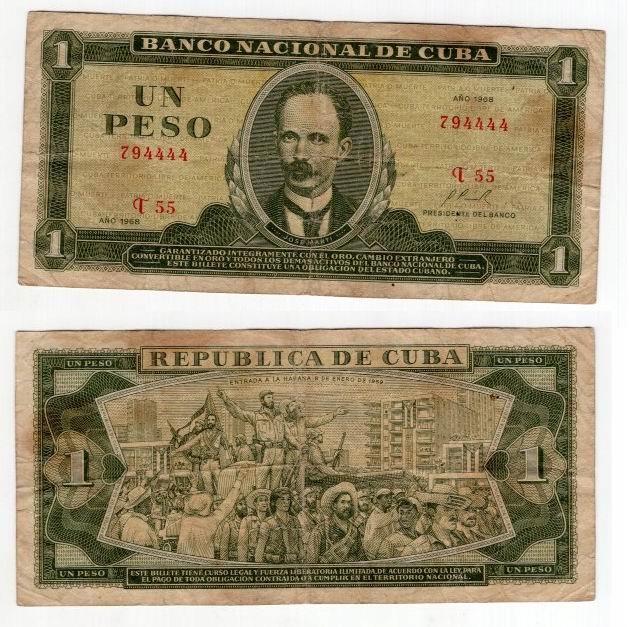 1 BANCO NACIONAL DE CUBA 1
UN
PESO
AÑO 1968
794444
794444
T 55
T 55
AÑO 1968
PRESIDENTE DEL BANCO
JOSE MARTI
1 1
GARANTIZADO INTEGRAMENTE CON EL ORO, CAMBIO EXTRANJERO
CONVERTIBLE EN ORO Y TODOS LOS DEMAS ACTIVOS DEL BANCO NACIONAL DE CUBA.
ESTE BILLETE CONSTITUYE UNA OBLIGACION DEL ESTADO CUBANO.
UN PESO REPUBLICA DE CUBA UN PESO
ENTRADA A LA HABANA, 8 DE ENERO DE 1959
1 1
UN PESO UN PESO
ESTE BILLETE TIENE CURSO LEGAL Y FUERZA LIBERATORIA ILIMITADA, DE ACUERDO CON LA LEY, PARA
EL PAGO DE TODA OBLIGACION CONTRAIDA O A CUMPLIR EN EL TERRITORIO NACIONAL.